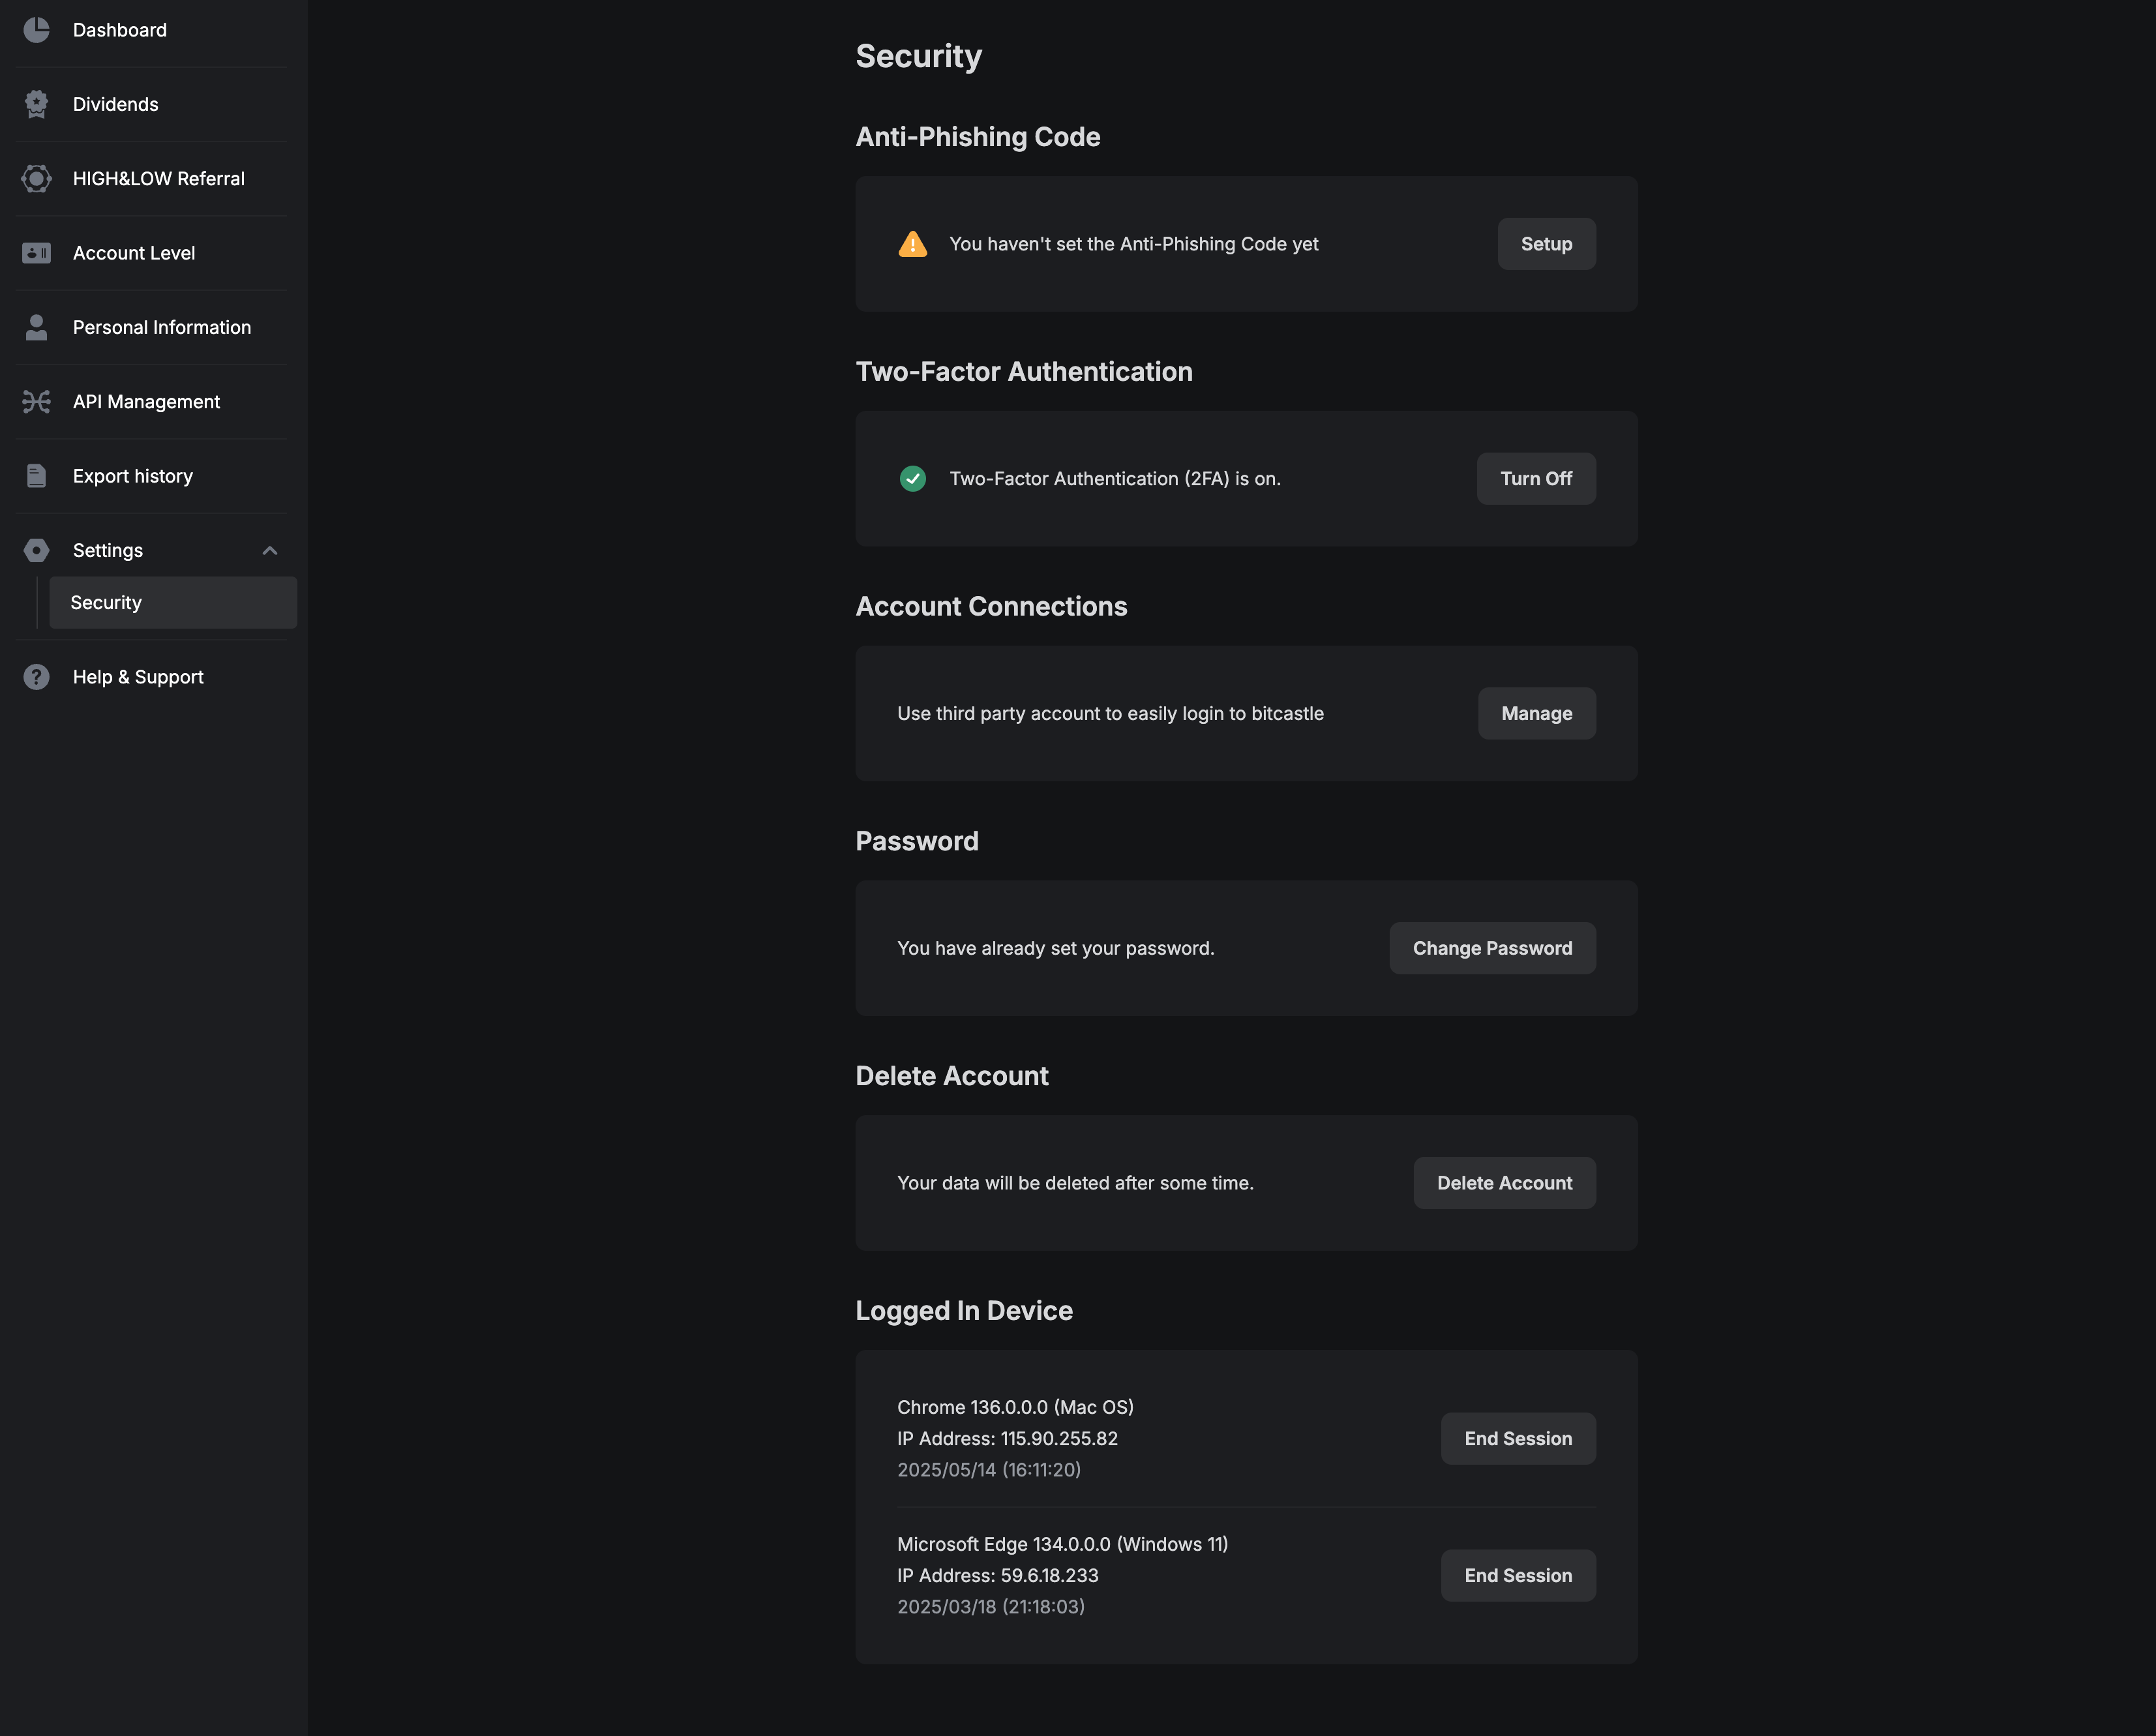 Dashboard
Dividends
HIGH&LOW Referral
Account Level
Personal Information
API Management
Export history
Settings
Security
Help & Support
Security
Anti-Phishing Code
You haven't set the Anti-Phishing Code yet
Setup
Two-Factor Authentication
Two-Factor Authentication (2FA) is on.
Turn Off
Account Connections
Use third party account to easily login to bitcastle
Manage
Password
You have already set your password.
Change Password
Delete Account
Your data will be deleted after some time.
Delete Account
Logged In Device
Chrome 136.0.0.0 (Mac OS)
IP Address: 115.90.255.82
2025/05/14 (16:11:20)
End Session
Microsoft Edge 134.0.0.0 (Windows 11)
IP Address: 59.6.18.233
2025/03/18 (21:18:03)
End Session